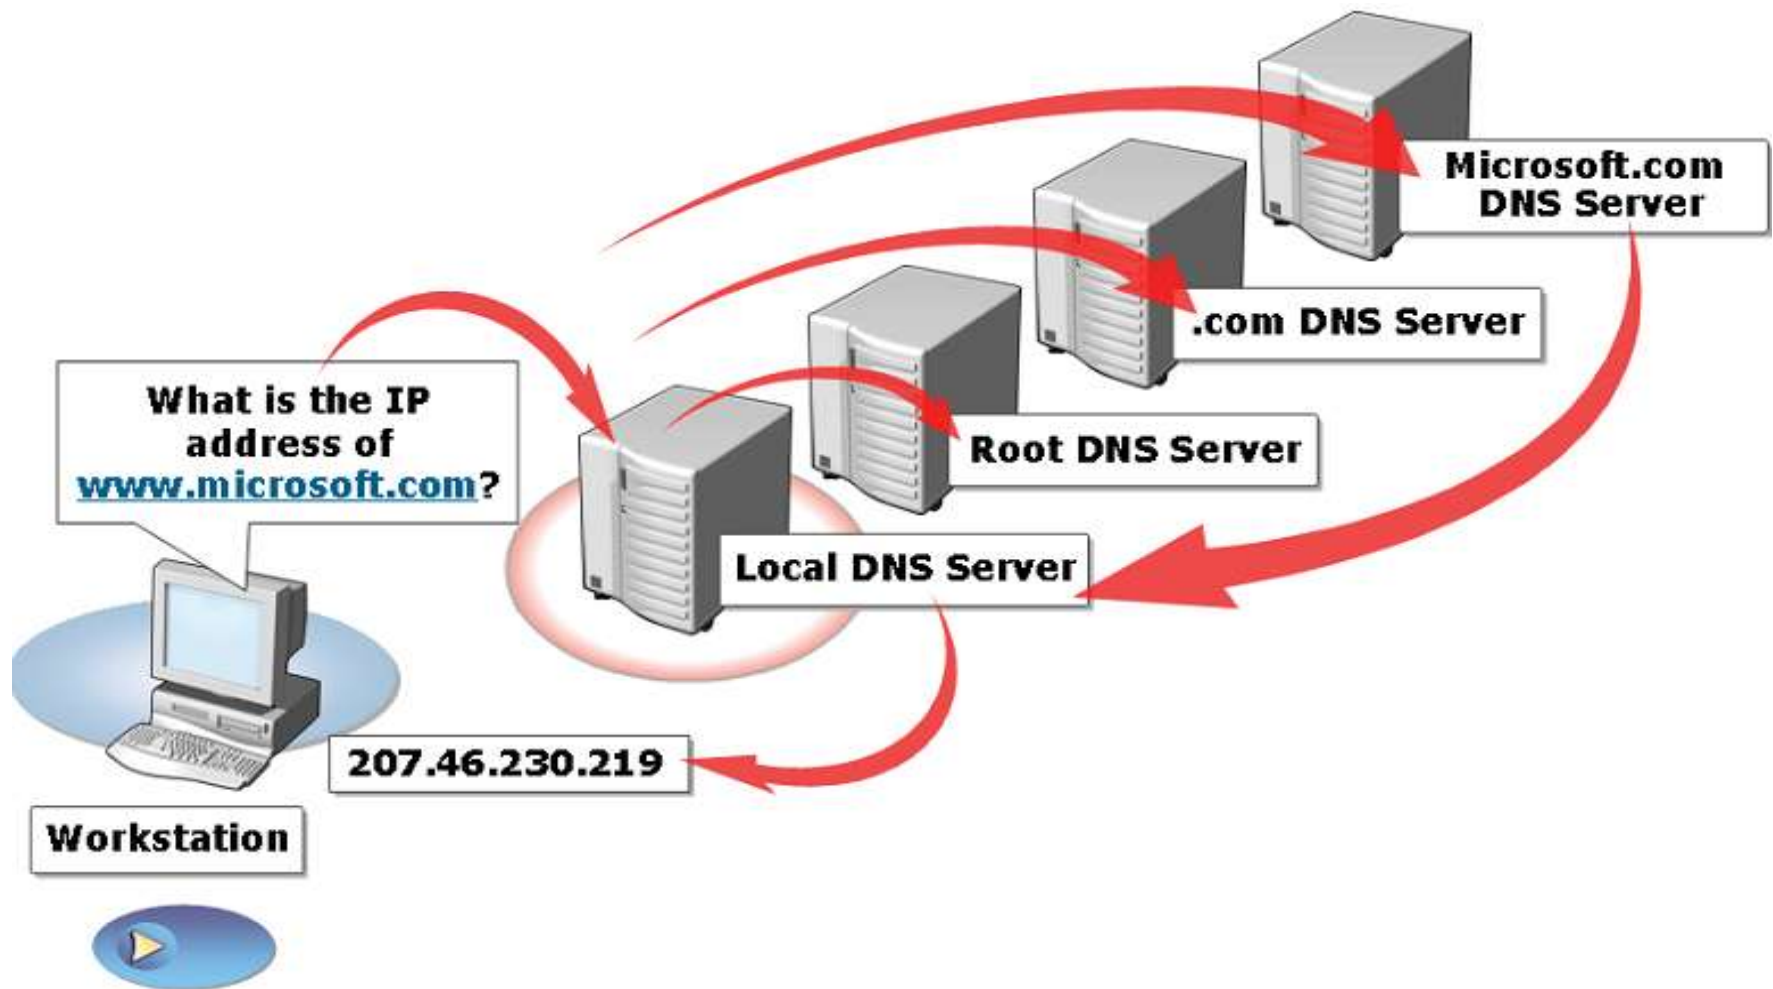 Microsoft.com
DNS Server
.com DNS Server
What is the IP
address of
www.microsoft.com?
Root DNS Server
Local DNS Server
207.46.230.219
Workstation